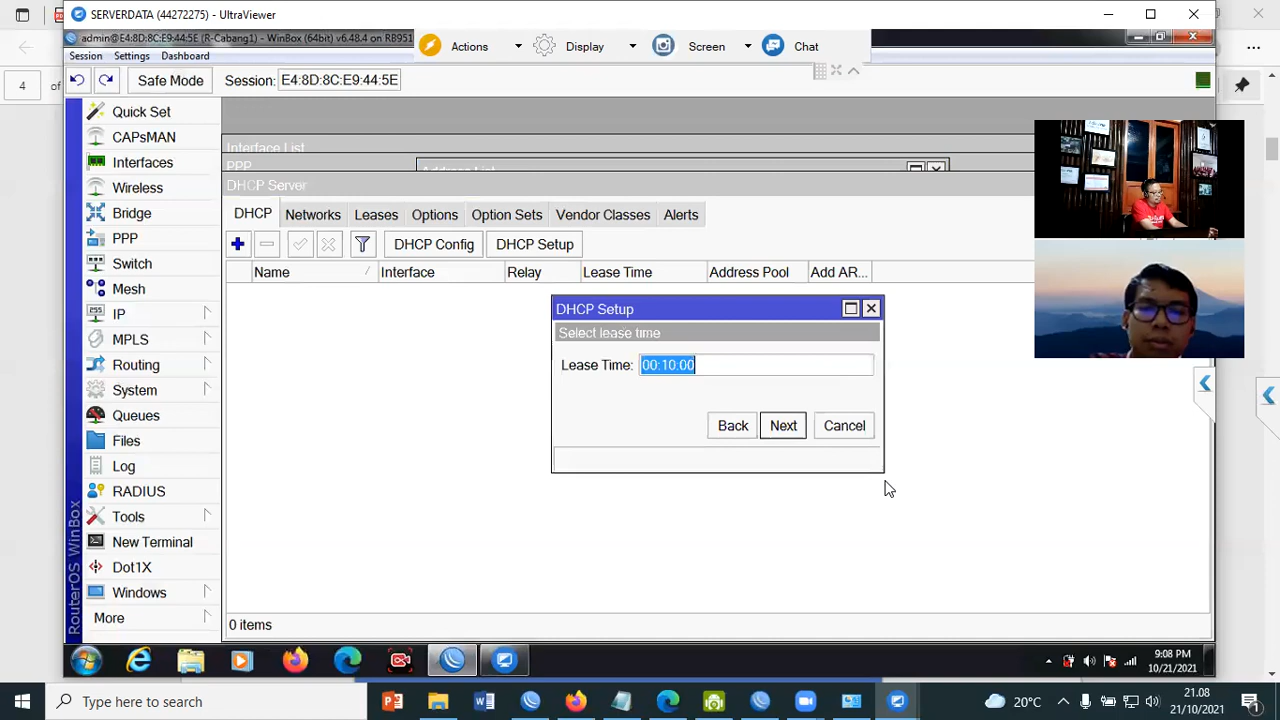 SERVERDATA (44272275) - UltraViewer
admin@E4:8D:8C:E9:44:5E (R-Cabang1) - WinBox (64bit) v6.48.4 on RB951
Actions
Display
Screen
Chat
Session Settings Dashboard
Safe Mode
Session: E4:8D:8C:E9:44:5E
4 of
Quick Set
CAPsMAN
Interfaces
Wireless
Bridge
PPP
Switch
Mesh
IP
MPLS
Routing
System
Queues
Files
Log
RADIUS
Tools
New Terminal
Dot1X
Windows
More
RouterOS WinBox
Interface List
PPP
Address List
DHCP Server
DHCP Networks Leases Options Option Sets Vendor Classes Alerts
DHCP Config DHCP Setup
Name Interface Relay Lease Time Address Pool Add AR...
DHCP Setup
Select lease time
Lease Time: 00:10:00
Back Next Cancel
0 items
9:08 PM
10/21/2021
Type here to search
20°C
21.08
21/10/2021